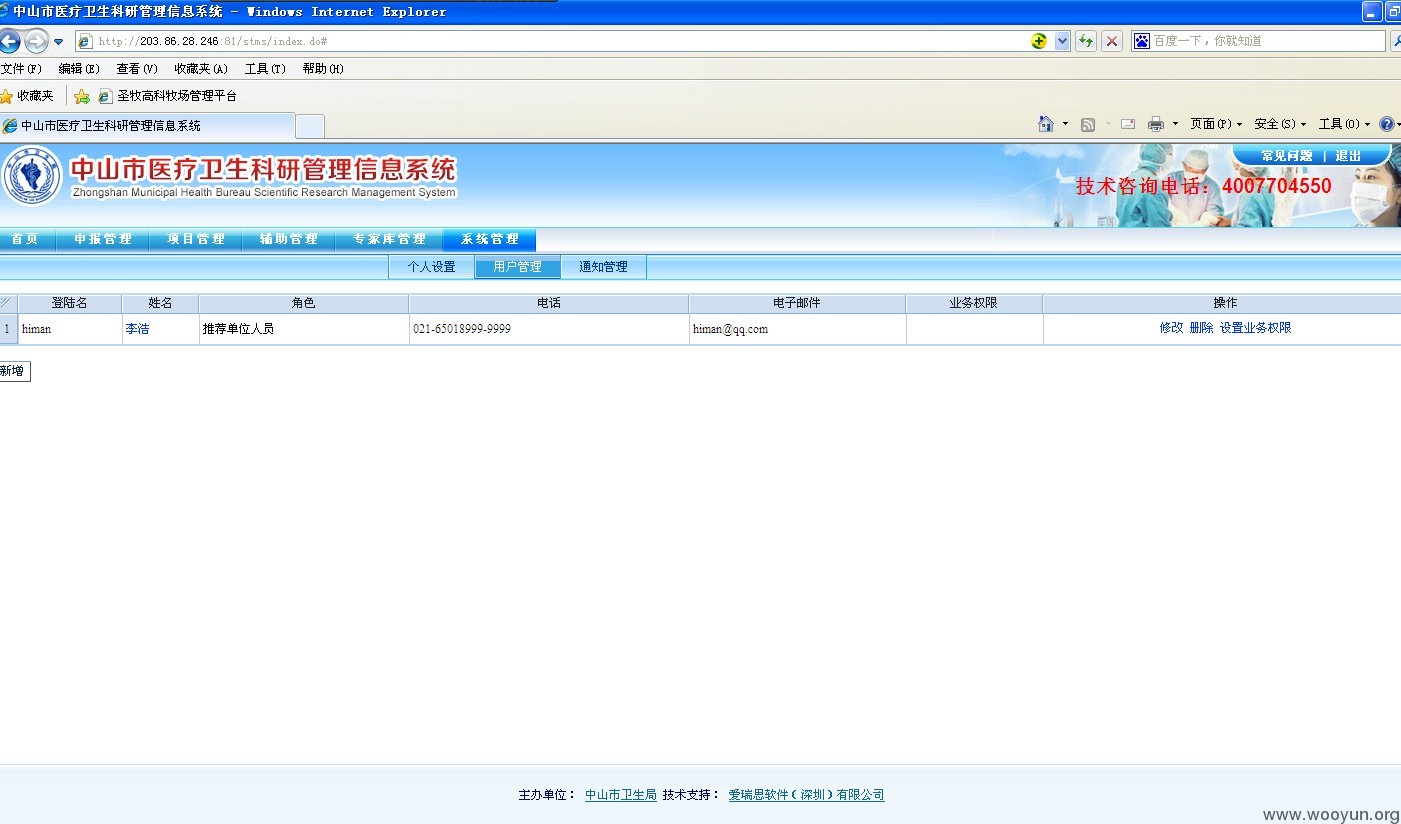 中山市医疗卫生科研管理信息系统 - Windows Internet Explorer
http://203.86.28.246:81/stms/index.do#
百度一下，你就知道
文件(F) 编辑(E) 查看(V) 收藏夹(A) 工具(T) 帮助(H)
收藏夹 圣牧高科牧场管理平台
中山市医疗卫生科研管理信息系统
页面(P) 安全(S) 工具(O)
中山市医疗卫生科研管理信息系统
Zhongshan Municipal Health Bureau Scientific Research Management System
常见问题 | 退出
技术咨询电话：4007704550
首页 申报管理 项目管理 辅助管理 专家库管理 系统管理
个人设置 用户管理 通知管理
登陆名 姓名 角色 电话 电子邮件 业务权限 操作
1 himan 李洁 推荐单位人员 021-65018999-9999 himan@qq.com 修改 删除 设置业务权限
新增
主办单位： 中山市卫生局 技术支持： 爱瑞思软件（深圳）有限公司
www.wooyun.org